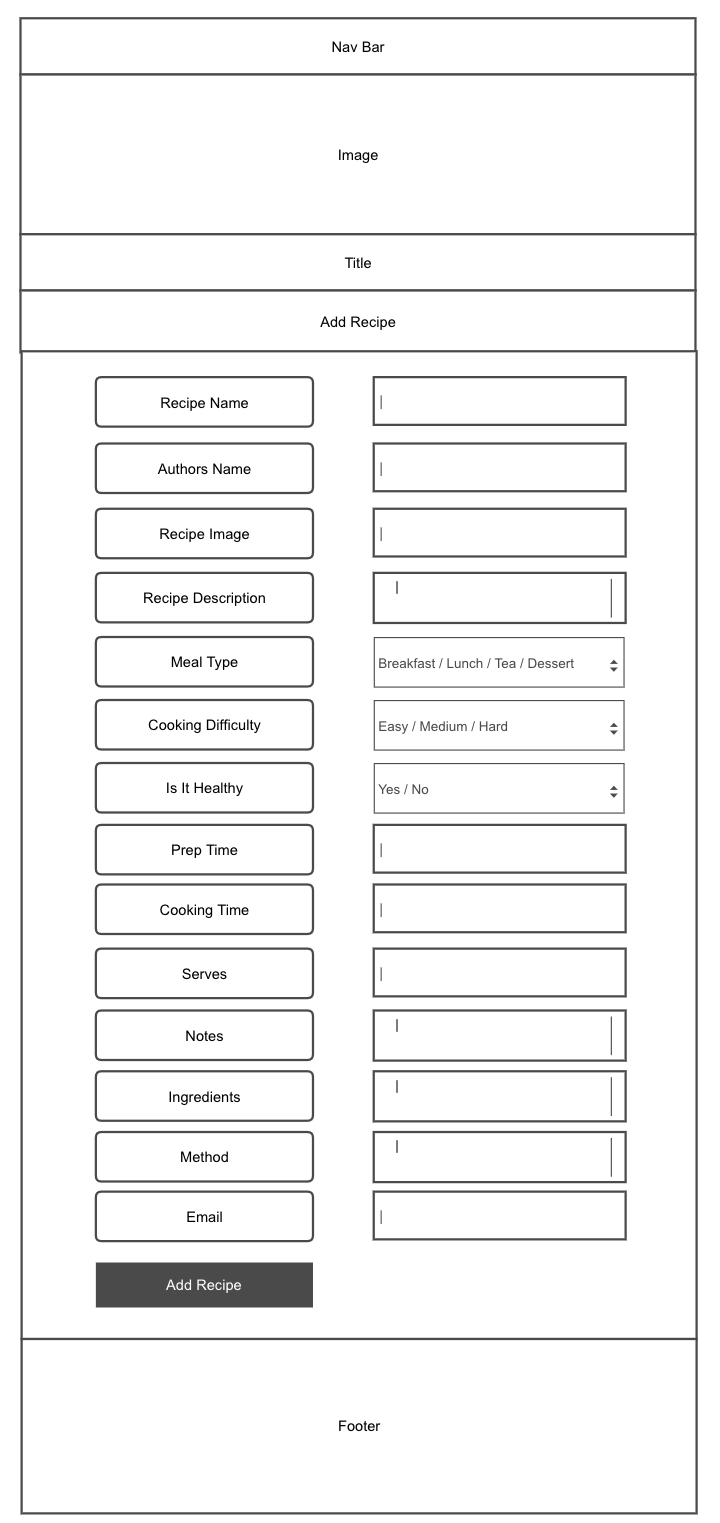 Nav Bar
Image
Title
Add Recipe
Recipe Name
Authors Name
Recipe Image
Recipe Description
Meal Type
Breakfast / Lunch / Tea / Dessert
Cooking Difficulty
Easy / Medium / Hard
Is It Healthy
Yes / No
Prep Time
Cooking Time
Serves
Notes
Ingredients
Method
Email
Add Recipe
Footer